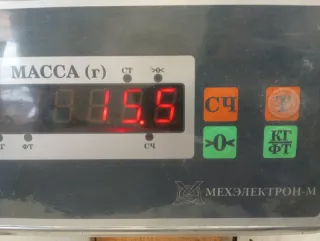 МАССА (г)
СТ
>0<
15.5
СЧ
Т
>0<
КГ
ФТ
ФТ
СЧ
МЕХЭЛЕКТРОН-М